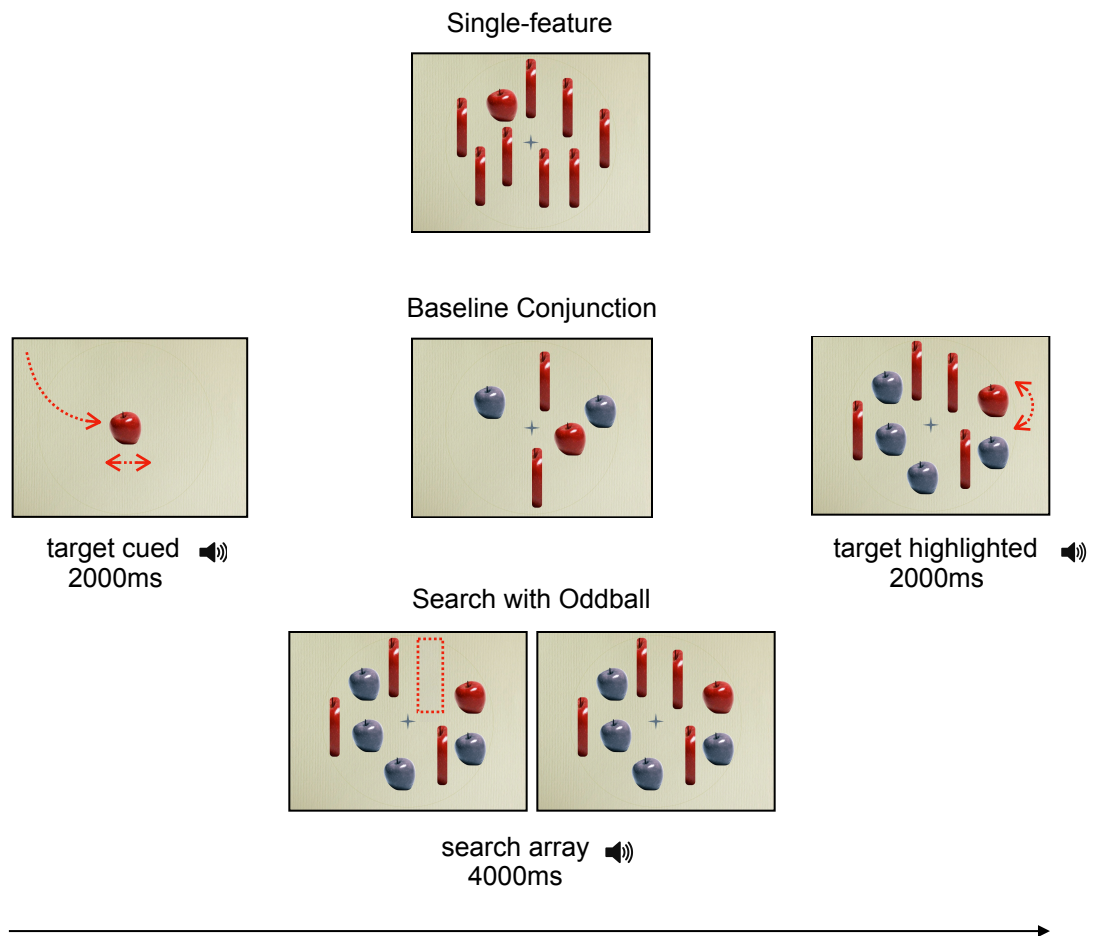 Single-feature
Baseline Conjunction
target cued
2000ms
target highlighted
2000ms
Search with Oddball
search array
4000ms